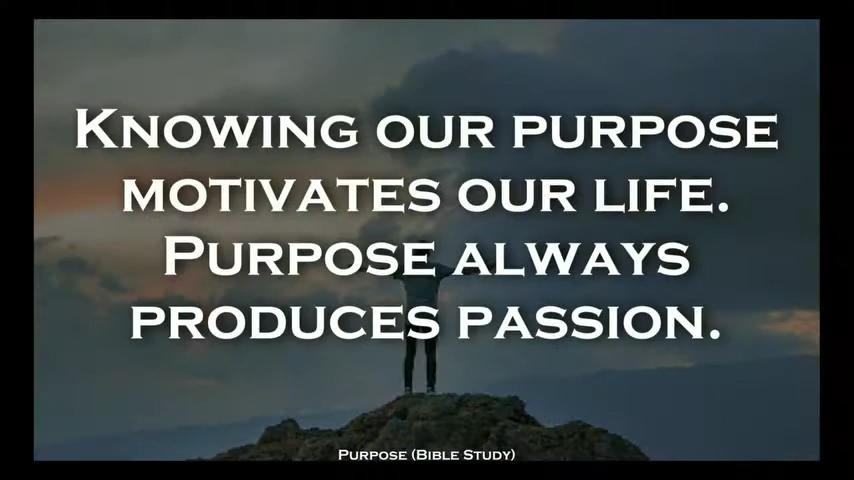 Knowing our purpose
motivates our life.
Purpose always
produces passion.
Purpose (Bible Study)